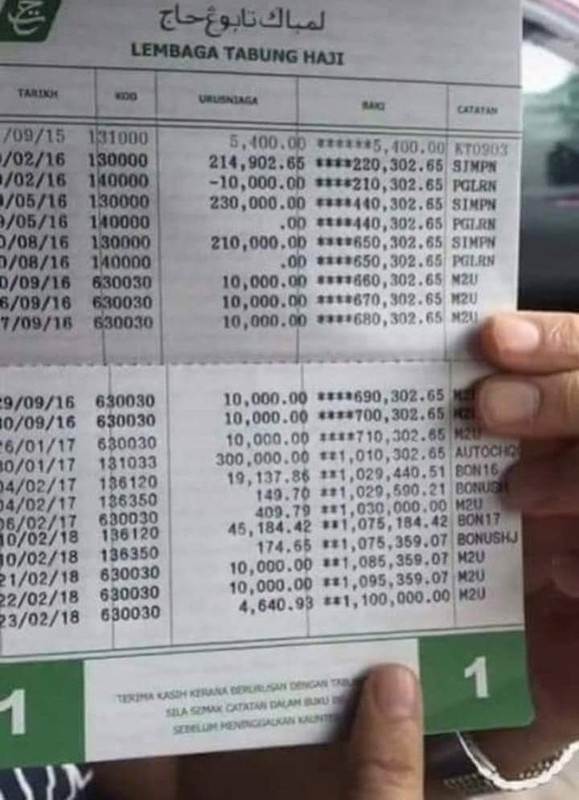 لمباݢ تابوڠ حاج
LEMBAGA TABUNG HAJI
TARIKH KOD URUSNIAGA BAKI CATATAN
/09/15 131000 5,400.00 ******5,400.00 KT0903
/02/16 130000 214,902.65 ****220,302.65 SIMPN
/02/16 140000 -10,000.00 ****210,302.65 PGLRN
/05/16 130000 230,000.00 ****440,302.65 SIMPN
/05/16 140000 .00 ****440,302.65 PGLRN
0/08/16 130000 210,000.00 ****650,302.65 SIMPN
0/08/16 140000 .00 ****650,302.65 PGLRN
0/09/16 630030 10,000.00 ****660,302.65 M2U
6/09/16 630030 10,000.00 ****670,302.65 M2U
7/09/16 630030 10,000.00 ****680,302.65 M2U
29/09/16 630030 10,000.00 ****690,302.65
30/09/16 630030 10,000.00 ****700,302.65
26/01/17 630030 10,000.00 ****710,302.65 M2U
30/01/17 131033 300,000.00 **1,010,302.65 AUTOCHQ
04/02/17 136120 19,137.86 **1,029,440.51 BON16
04/02/17 136350 149.70 **1,029,590.21 BONUSH
06/02/17 630030 409.79 **1,030,000.00 M2U
10/02/18 136120 45,184.42 **1,075,184.42 BON17
10/02/18 136350 174.65 **1,075,359.07 BONUSHJ
21/02/18 630030 10,000.00 **1,085,359.07 M2U
22/02/18 630030 10,000.00 **1,095,359.07 M2U
23/02/18 630030 4,640.93 **1,100,000.00 M2U
1 1
TERIMA KASIH KERANA BERURUSAN DENGAN
SILA SEMAK CATATAN DALAM BUKU
SEBELUM MENINGGALKAN KAUNTER